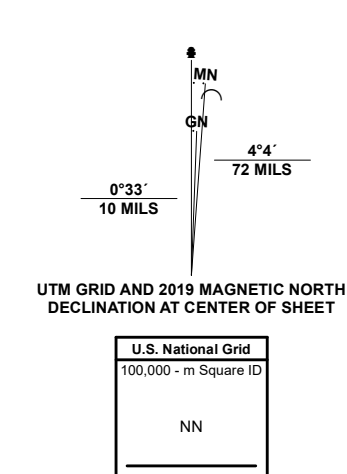 MN
GN
4°4´
72 MILS
0°33´
10 MILS
UTM GRID AND 2019 MAGNETIC NORTH
DECLINATION AT CENTER OF SHEET
U.S. National Grid
100,000 - m Square ID
NN